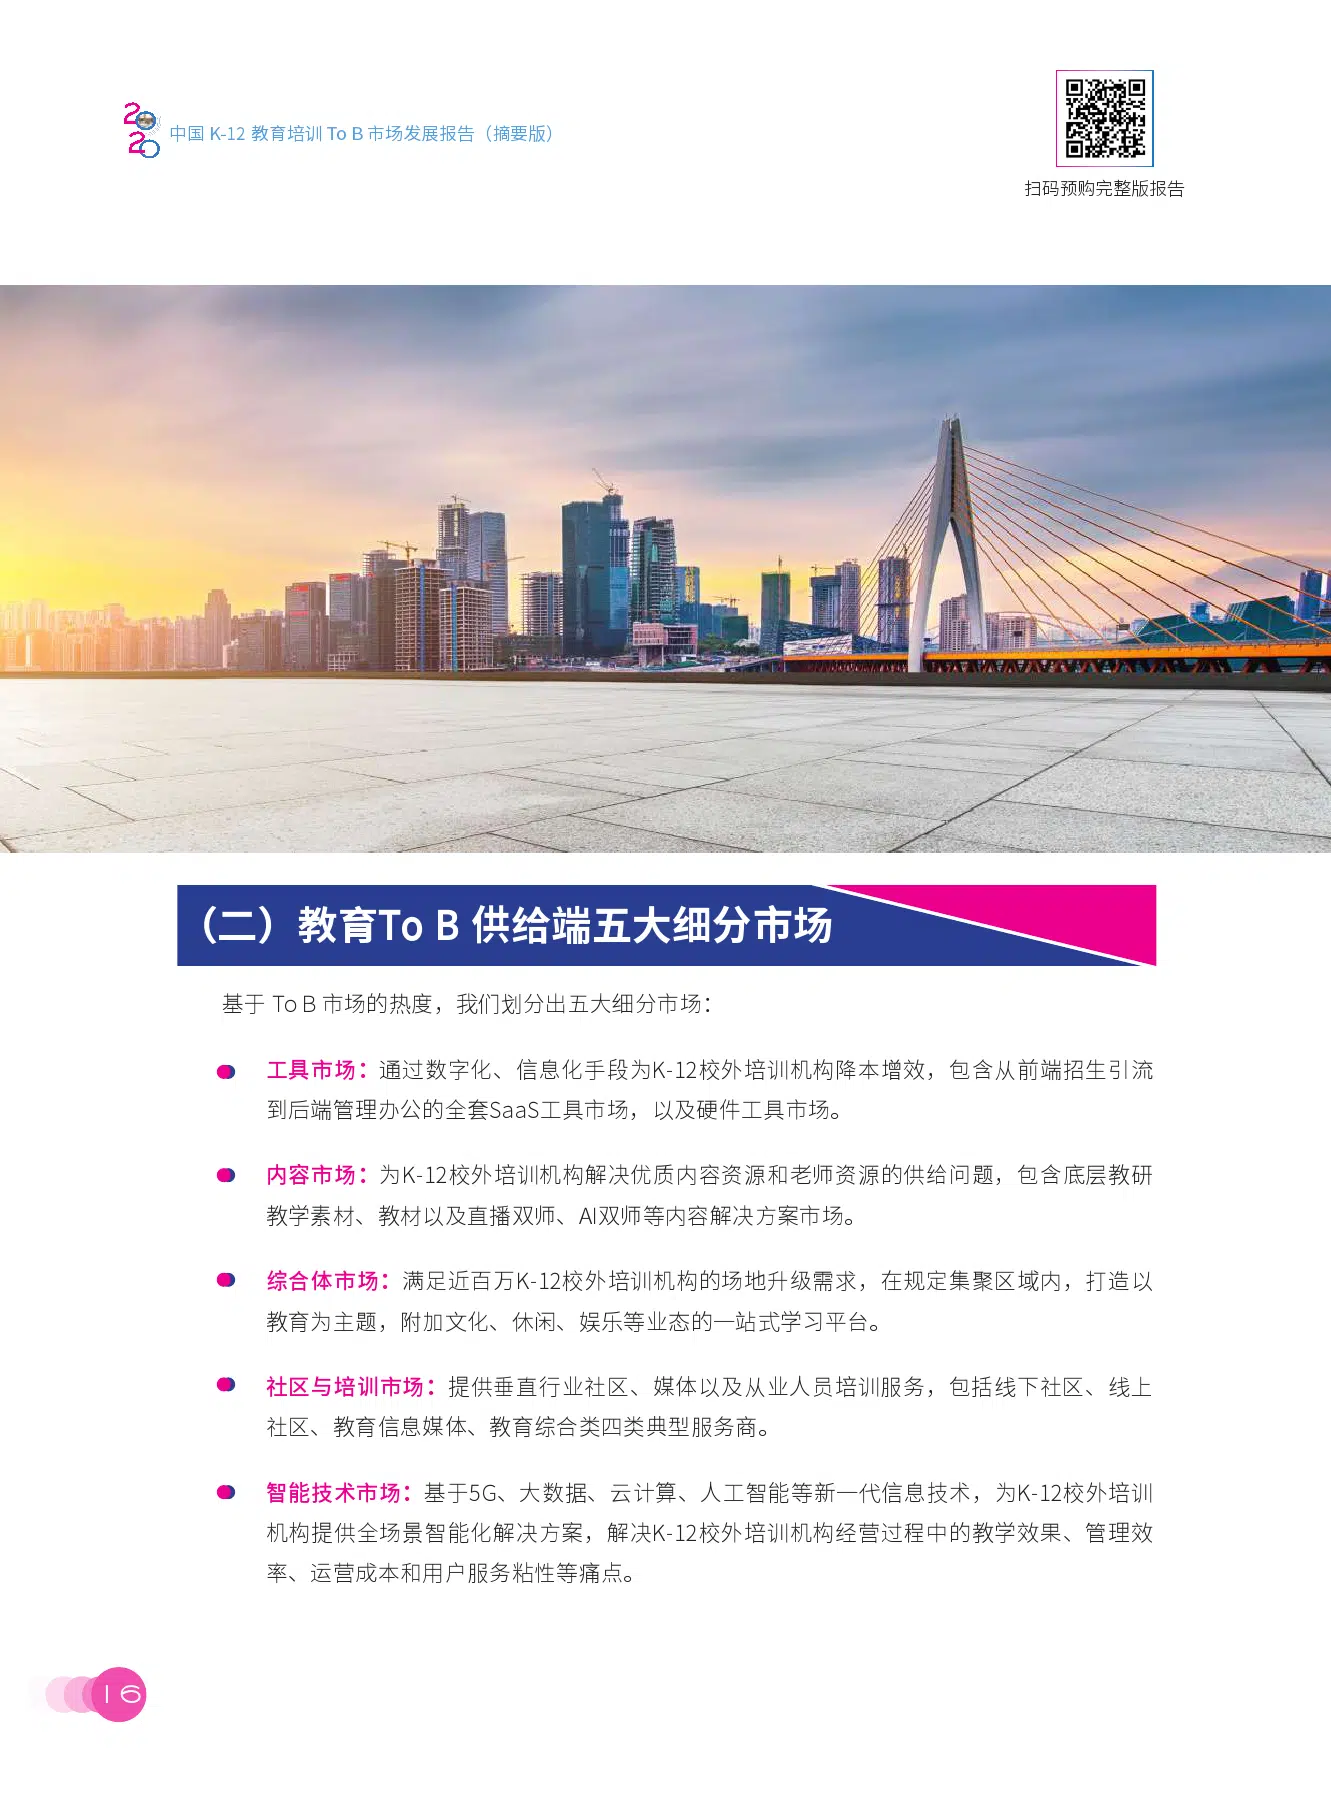 2020
中国 K-12 教育培训 To B 市场发展报告（摘要版）
扫码预购完整版报告
（二）教育To B 供给端五大细分市场
基于 To B 市场的热度，我们划分出五大细分市场：
工具市场：通过数字化、信息化手段为K-12校外培训机构降本增效，包含从前端招生引流
到后端管理办公的全套SaaS工具市场，以及硬件工具市场。
内容市场：为K-12校外培训机构解决优质内容资源和老师资源的供给问题，包含底层教研
教学素材、教材以及直播双师、AI双师等内容解决方案市场。
综合体市场：满足近百万K-12校外培训机构的场地升级需求，在规定集聚区域内，打造以
教育为主题，附加文化、休闲、娱乐等业态的一站式学习平台。
社区与培训市场：提供垂直行业社区、媒体以及从业人员培训服务，包括线下社区、线上
社区、教育信息媒体、教育综合类四类典型服务商。
智能技术市场：基于5G、大数据、云计算、人工智能等新一代信息技术，为K-12校外培训
机构提供全场景智能化解决方案，解决K-12校外培训机构经营过程中的教学效果、管理效
率、运营成本和用户服务粘性等痛点。
16